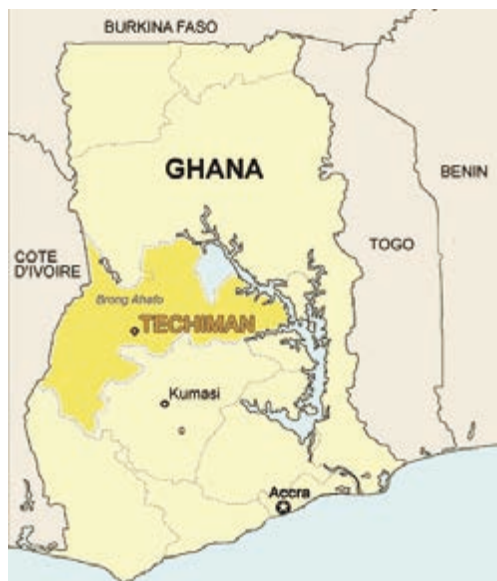 BURKINA FASO
GHANA
BENIN
TOGO
COTE
D'IVOIRE
Brong Ahafo
TECHIMAN
Kumasi
Accra